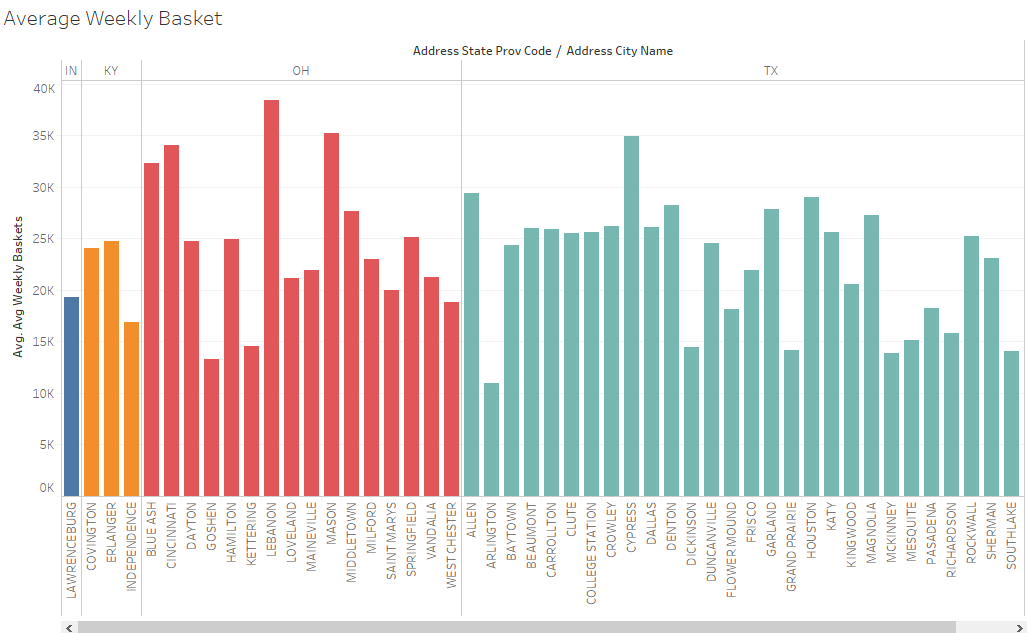 Average Weekly Basket
Address State Prov Code / Address City Name
IN KY OH TX
Avg. Avg Weekly Baskets
40K
35K
30K
25K
20K
15K
10K
5K
0K
LAWRENCEBURG
COVINGTON
ERLANGER
INDEPENDENCE
BLUE ASH
CINCINNATI
DAYTON
GOSHEN
HAMILTON
KETTERING
LEBANON
LOVELAND
MAINEVILLE
MASON
MIDDLETOWN
MILFORD
SAINT MARYS
SPRINGFIELD
VANDALIA
WEST CHESTER
ALLEN
ARLINGTON
BAYTOWN
BEAUMONT
CARROLLTON
CLUTE
COLLEGE STATION
CROWLEY
CYPRESS
DALLAS
DENTON
DICKINSON
DUNCANVILLE
FLOWER MOUND
FRISCO
GARLAND
GRAND PRAIRIE
HOUSTON
KATY
KINGWOOD
MAGNOLIA
MCKINNEY
MESQUITE
PASADENA
RICHARDSON
ROCKWALL
SHERMAN
SOUTHLAKE